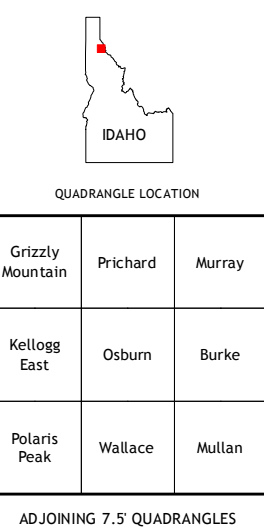 IDAHO
QUADRANGLE LOCATION
Grizzly
Mountain
Prichard
Murray
Kellogg
East
Osburn
Burke
Polaris
Peak
Wallace
Mullan
ADJOINING 7.5' QUADRANGLES